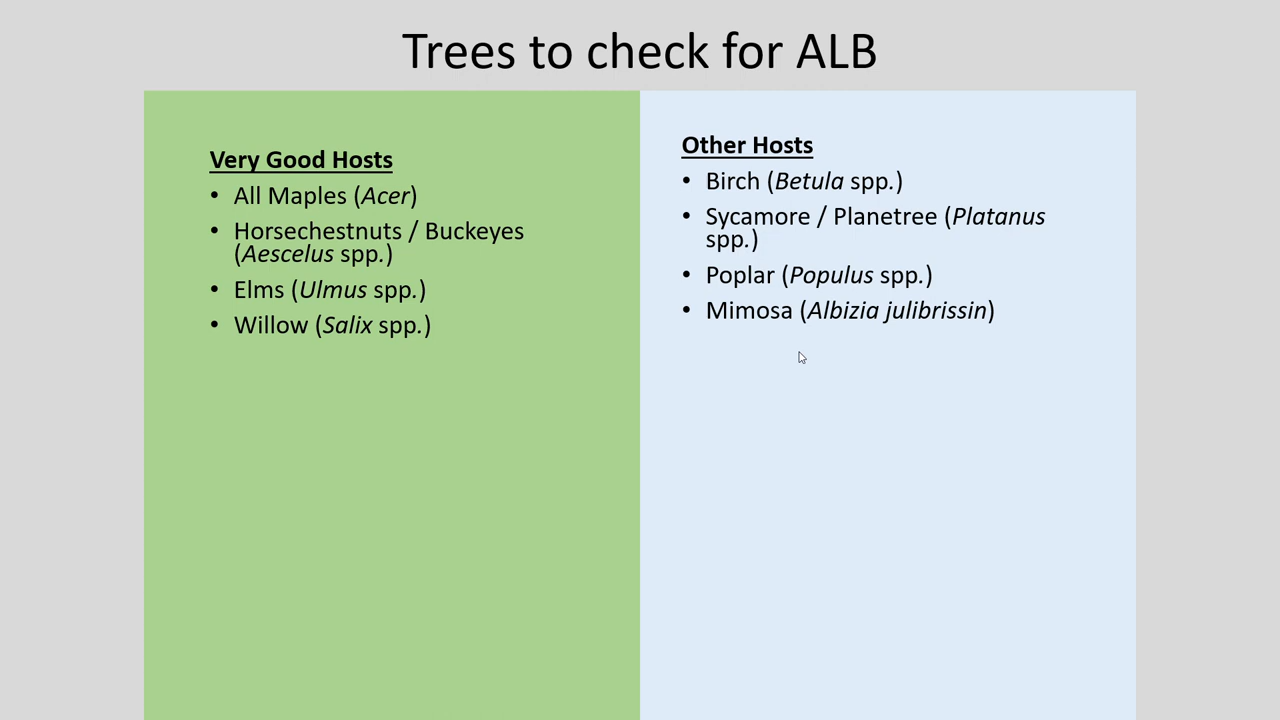 Trees to check for ALB
Very Good Hosts
• All Maples (Acer)
• Horsechestnuts / Buckeyes
(Aescelus spp.)
• Elms (Ulmus spp.)
• Willow (Salix spp.)
Other Hosts
• Birch (Betula spp.)
• Sycamore / Planetree (Platanus
spp.)
• Poplar (Populus spp.)
• Mimosa (Albizia julibrissin)